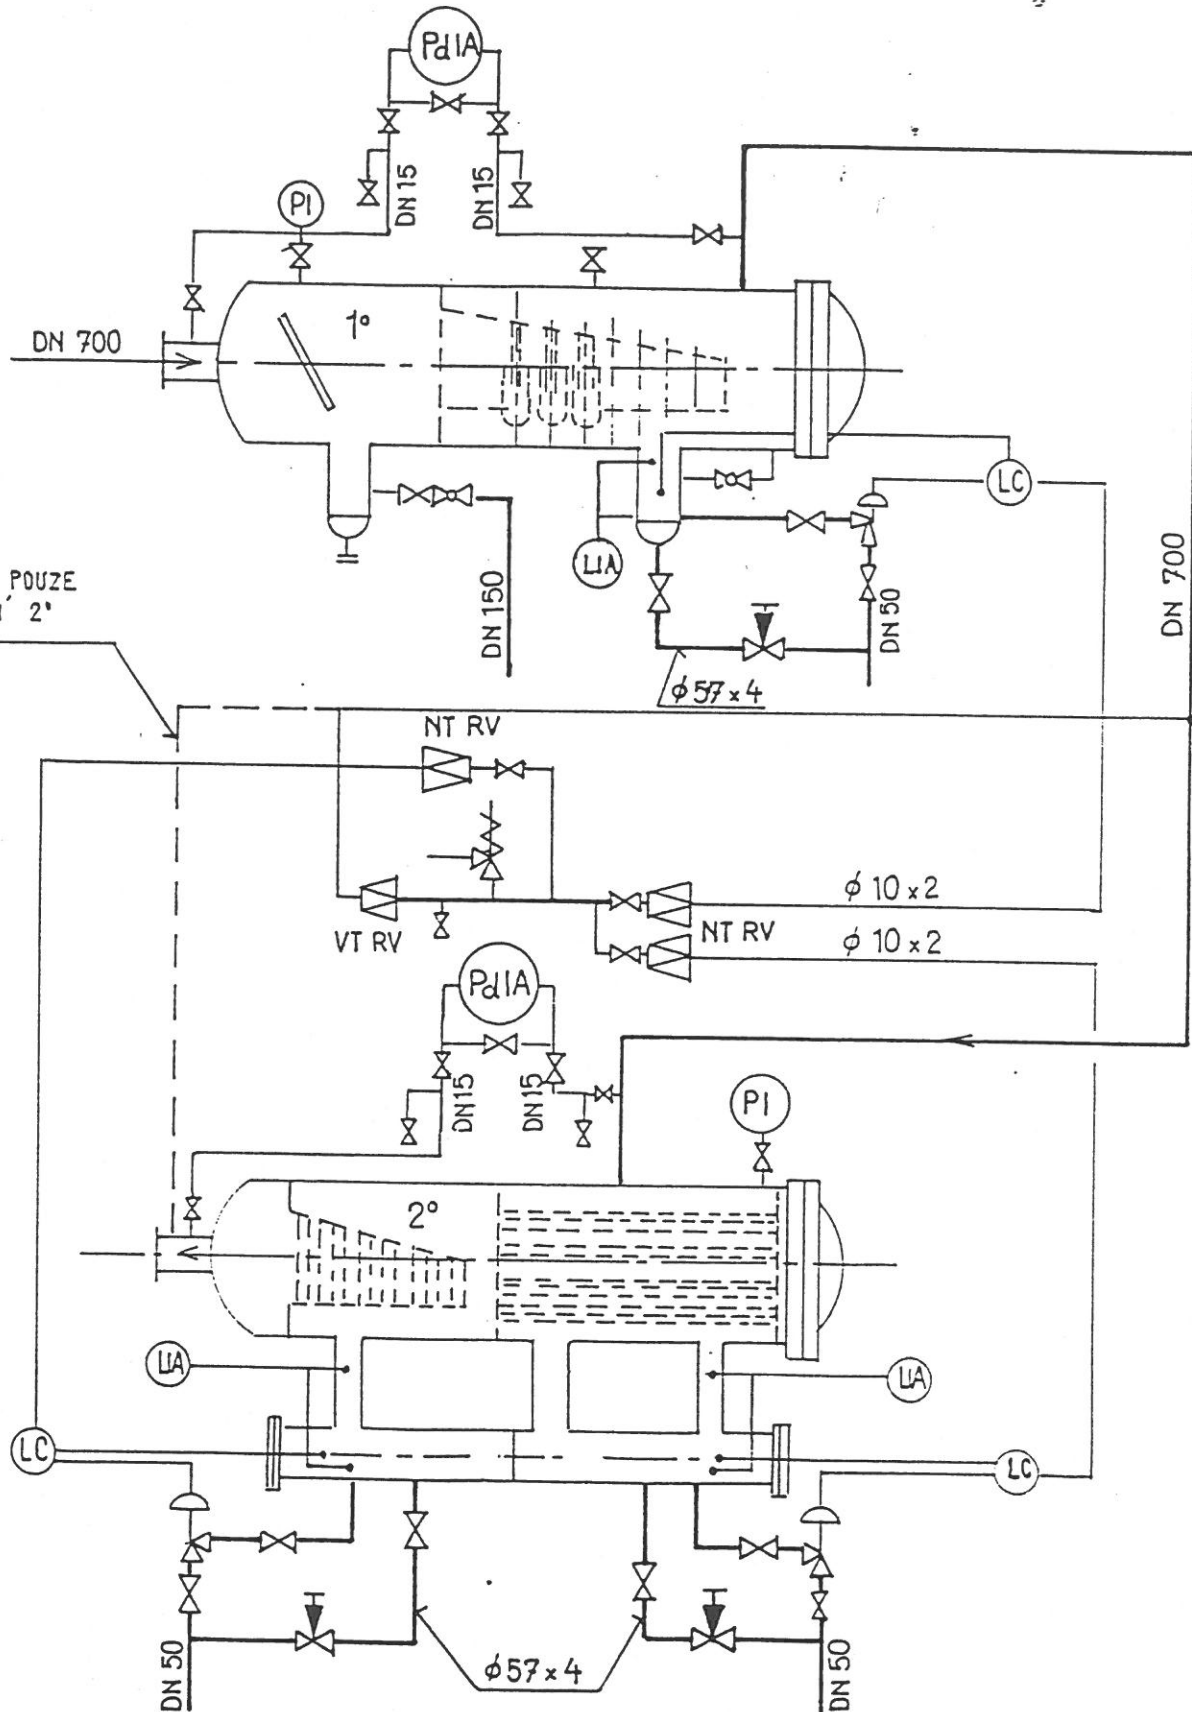 PdIA
DN 15
DN 15
PI
1°
DN 700
LC
LIA
DN 150
DN 50
DN 700
POUZE
2°
ϕ 57 x 4
NT RV
ϕ 10 x 2
VT RV
NT RV
ϕ 10 x 2
PdIA
DN15
DN15
PI
2°
LIA
LIA
LC
LC
DN 50
ϕ 57 x 4
DN 50